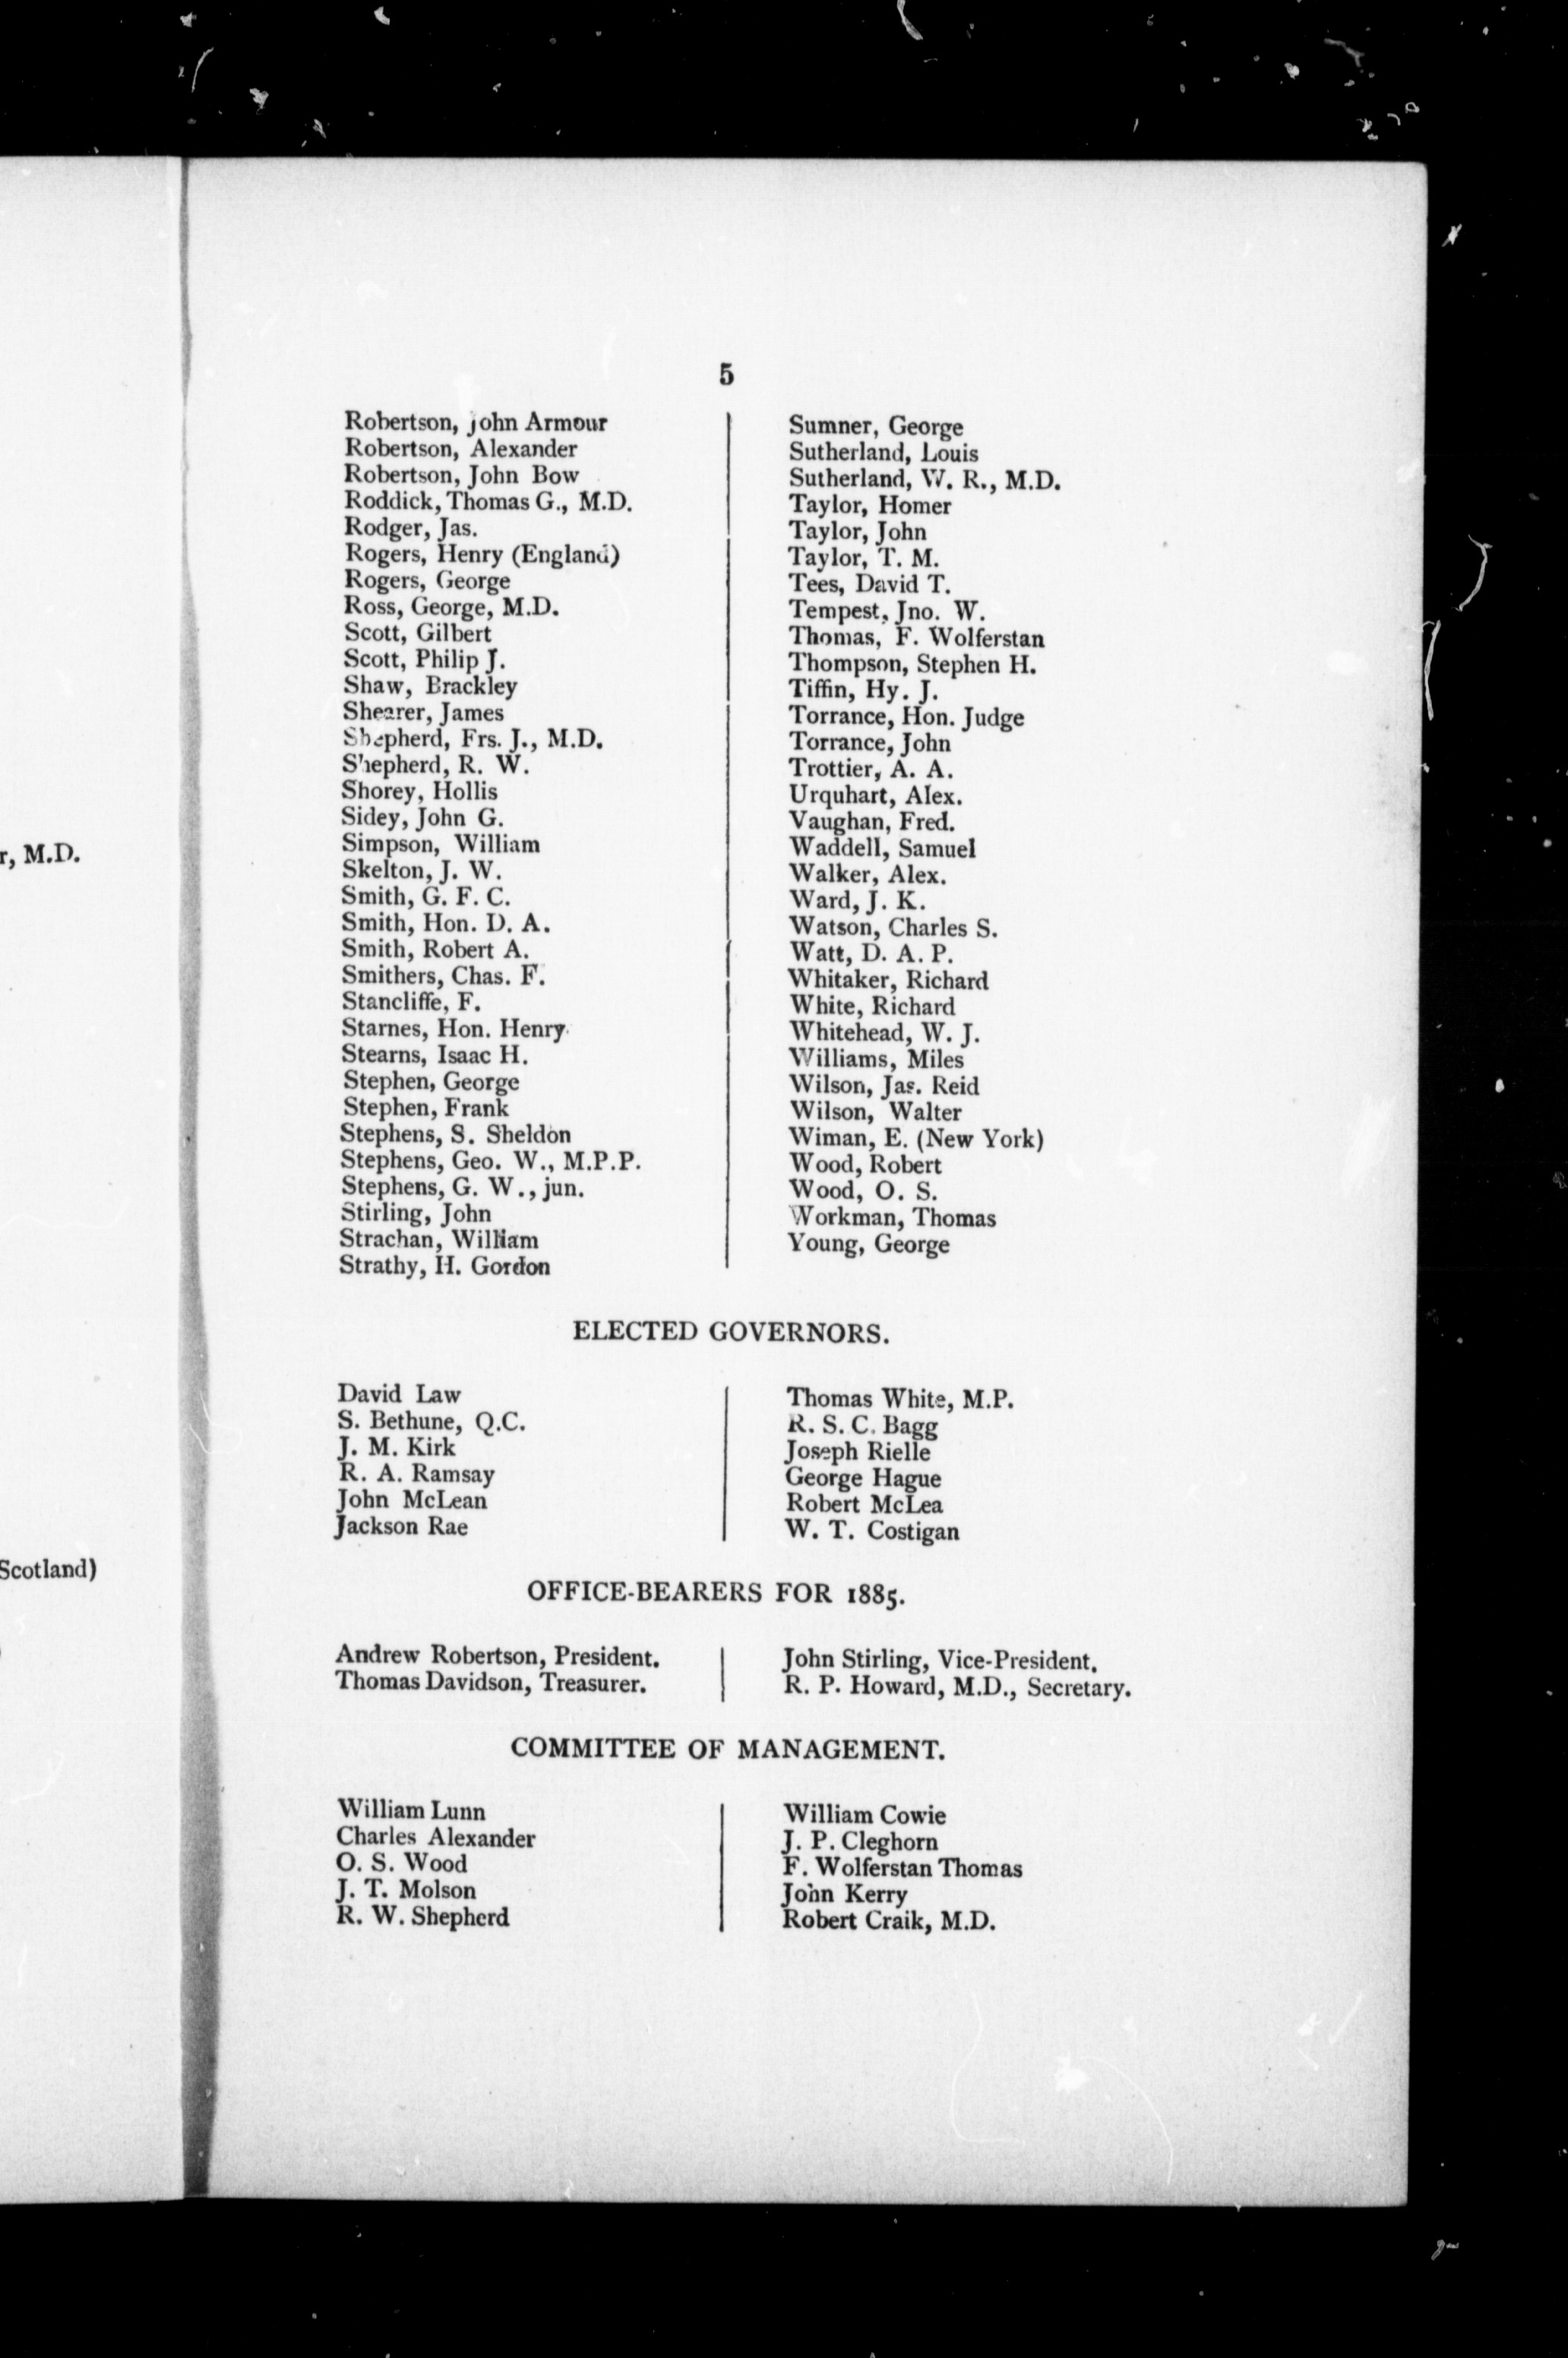 5
Robertson, John Armour
Robertson, Alexander
Robertson, John Bow
Roddick, Thomas G., M.D.
Rodger, Jas.
Rogers, Henry (England)
Rogers, George
Ross, George, M.D.
Scott, Gilbert
Scott, Philip J.
Shaw, Brackley
Shearer, James
Shepherd, Frs. J., M.D.
Shepherd, R. W.
Shorey, Hollis
Sidey, John G.
Simpson, William
Skelton, J. W.
Smith, G. F. C.
Smith, Hon. D. A.
Smith, Robert A.
Smithers, Chas. F.
Stancliffe, F.
Starnes, Hon. Henry
Stearns, Isaac H.
Stephen, George
Stephen, Frank
Stephens, S. Sheldon
Stephens, Geo. W., M.P.P.
Stephens, G. W., jun.
Stirling, John
Strachan, William
Strathy, H. Gordon
Sumner, George
Sutherland, Louis
Sutherland, W. R., M.D.
Taylor, Homer
Taylor, John
Taylor, T. M.
Tees, David T.
Tempest, Jno. W.
Thomas, F. Wolferstan
Thompson, Stephen H.
Tiffin, Hy. J.
Torrance, Hon. Judge
Torrance, John
Trottier, A. A.
Urquhart, Alex.
Vaughan, Fred.
Waddell, Samuel
Walker, Alex.
Ward, J. K.
Watson, Charles S.
Watt, D. A. P.
Whitaker, Richard
White, Richard
Whitehead, W. J.
Williams, Miles
Wilson, Jas. Reid
Wilson, Walter
Wiman, E. (New York)
Wood, Robert
Wood, O. S.
Workman, Thomas
Young, George
ELECTED GOVERNORS.
David Law
S. Bethune, Q.C.
J. M. Kirk
R. A. Ramsay
John McLean
Jackson Rae
Thomas White, M.P.
R. S. C. Bagg
Joseph Rielle
George Hague
Robert McLea
W. T. Costigan
OFFICE-BEARERS FOR 1885.
Andrew Robertson, President.
Thomas Davidson, Treasurer.
John Stirling, Vice-President.
R. P. Howard, M.D., Secretary.
COMMITTEE OF MANAGEMENT.
William Lunn
Charles Alexander
O. S. Wood
J. T. Molson
R. W. Shepherd
William Cowie
J. P. Cleghorn
F. Wolferstan Thomas
John Kerry
Robert Craik, M.D.
r, M.D.
Scotland)